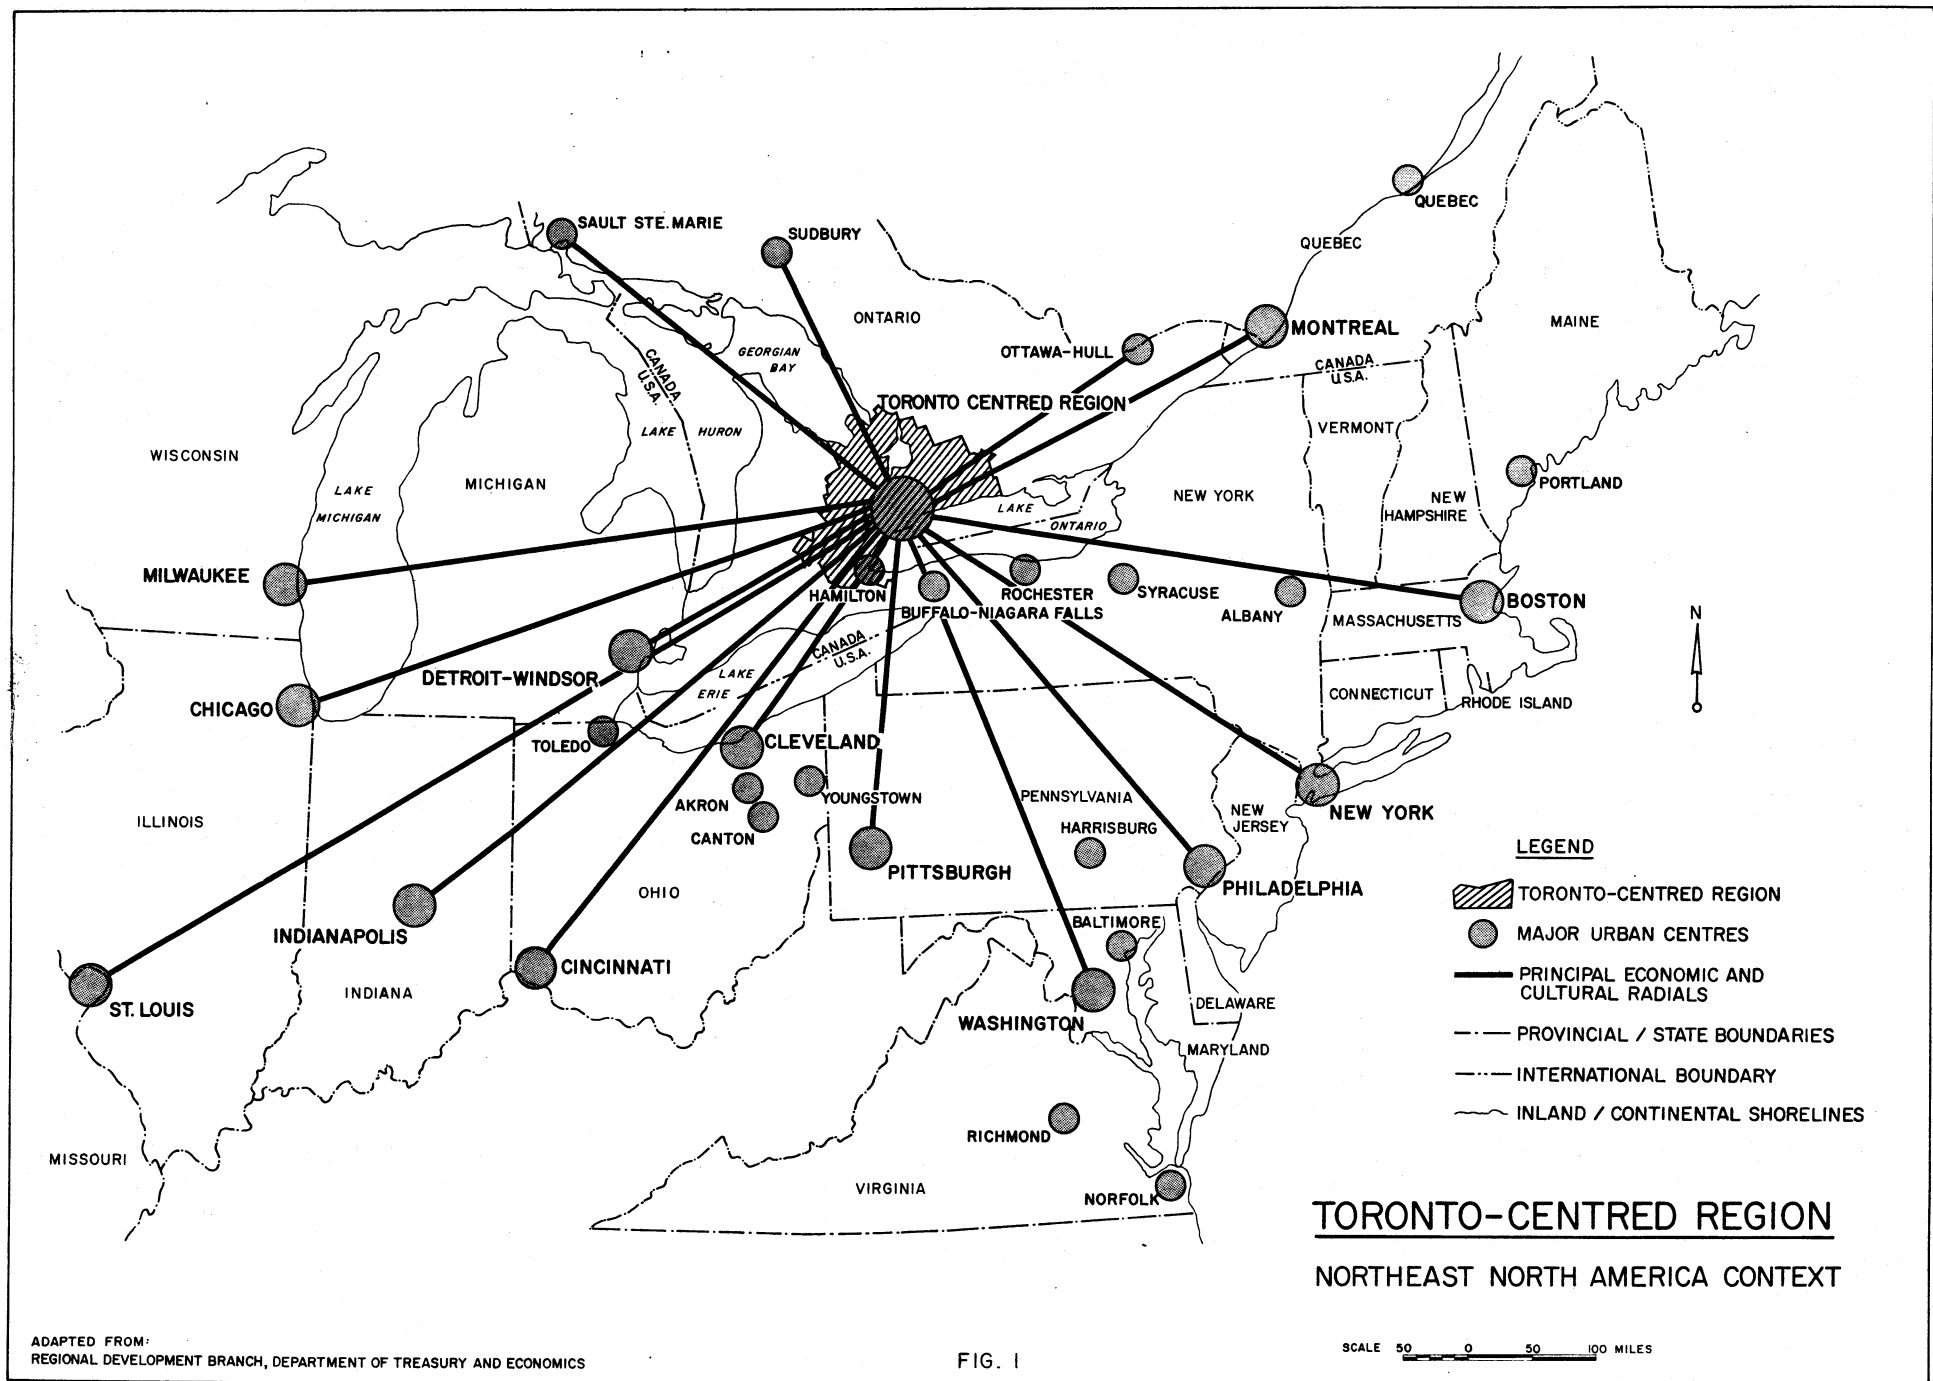 QUEBEC
SAULT STE. MARIE
SUDBURY
QUEBEC
ONTARIO
MONTREAL
MAINE
OTTAWA-HULL
GEORGIAN
BAY
CANADA
U.S.A.
CANADA
U.S.A.
TORONTO CENTRED REGION
VERMONT
LAKE HURON
WISCONSIN
MICHIGAN
LAKE
MICHIGAN
NEW YORK
NEW
HAMPSHIRE
PORTLAND
LAKE
ONTARIO
MILWAUKEE
HAMILTON
ROCHESTER
SYRACUSE
BUFFALO-NIAGARA FALLS
ALBANY
BOSTON
MASSACHUSETTS
N
CANADA
U.S.A.
DETROIT-WINDSOR
LAKE
ERIE
CONNECTICUT
RHODE ISLAND
CHICAGO
TOLEDO
CLEVELAND
AKRON
YOUNGSTOWN
CANTON
PENNSYLVANIA
NEW
JERSEY
NEW YORK
ILLINOIS
HARRISBURG
PITTSBURGH
PHILADELPHIA
OHIO
INDIANAPOLIS
BALTIMORE
CINCINNATI
INDIANA
ST. LOUIS
WASHINGTON
DELAWARE
MARYLAND
RICHMOND
MISSOURI
VIRGINIA
NORFOLK
LEGEND
TORONTO-CENTRED REGION
MAJOR URBAN CENTRES
PRINCIPAL ECONOMIC AND
CULTURAL RADIALS
PROVINCIAL / STATE BOUNDARIES
INTERNATIONAL BOUNDARY
INLAND / CONTINENTAL SHORELINES
TORONTO-CENTRED REGION
NORTHEAST NORTH AMERICA CONTEXT
ADAPTED FROM:
REGIONAL DEVELOPMENT BRANCH, DEPARTMENT OF TREASURY AND ECONOMICS
FIG. 1
SCALE 50 0 50 100 MILES